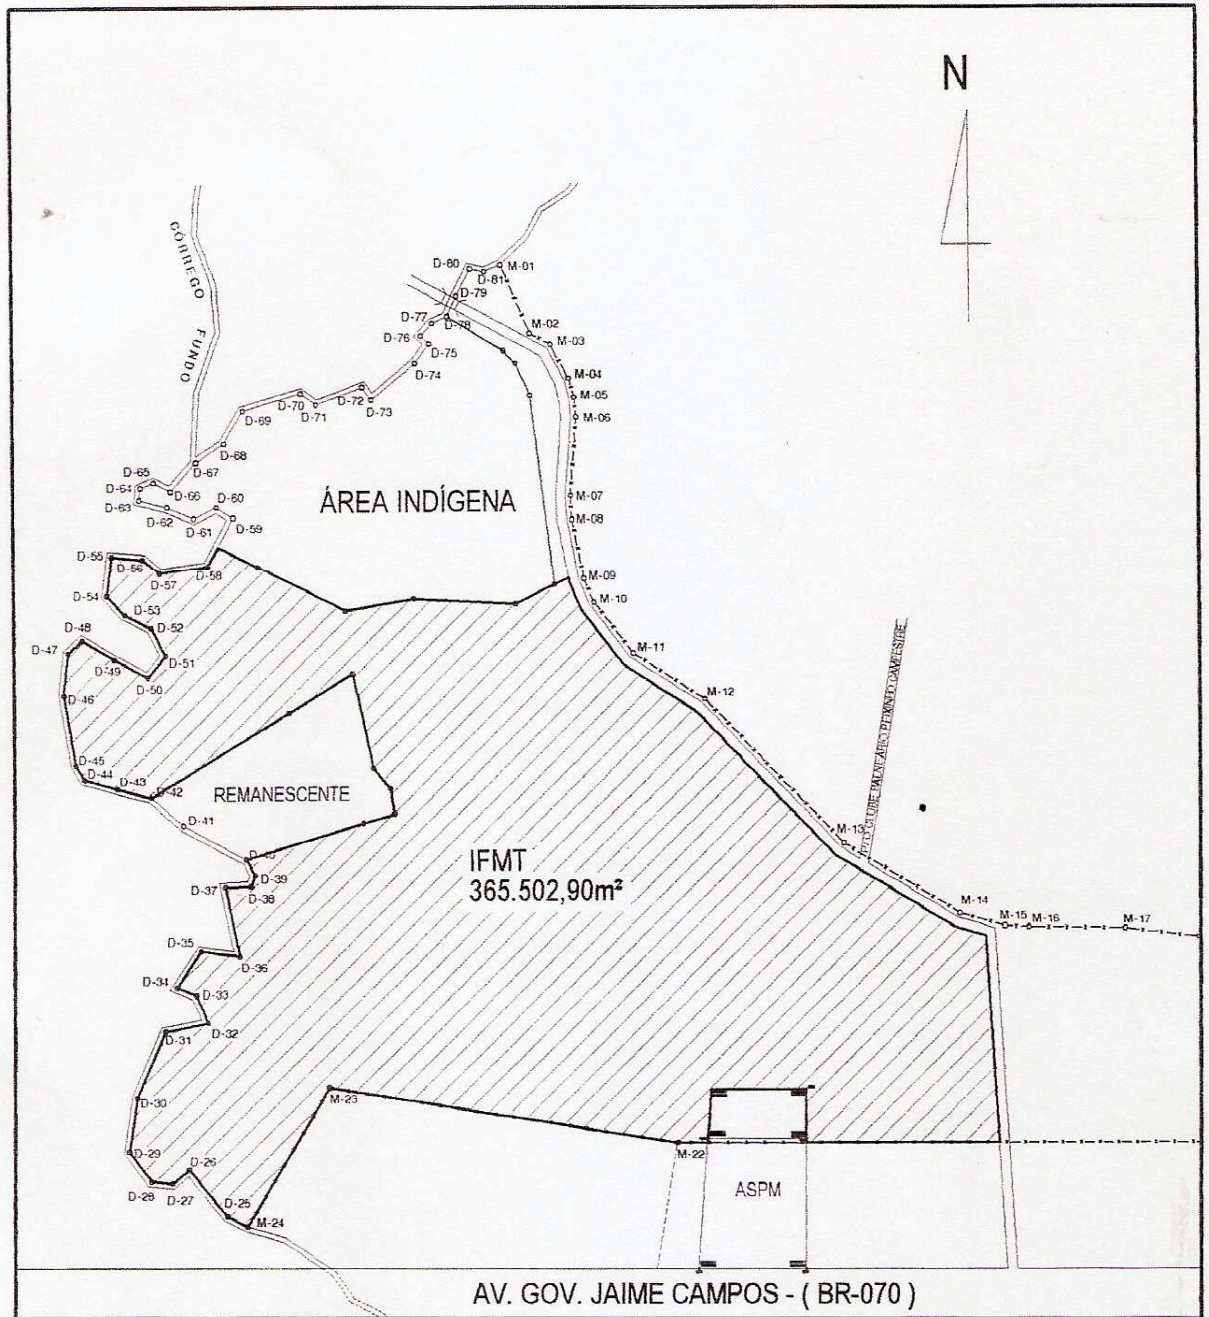 N
CÓRREGO FUNDO
D-80
M-01
D-81
D-79
D-77
D-78
M-02
D-76
D-75
M-03
D-74
M-04
D-70
D-72
M-05
D-69
D-71
D-73
M-06
D-68
D-67
D-65
D-64
D-66
M-07
D-63
D-60
ÁREA INDÍGENA
D-62
D-61
D-59
M-08
D-55
D-56
D-58
D-57
M-09
D-54
M-10
D-53
D-48
D-52
D-47
D-51
M-11
D-49
D-50
D-46
M-12
P/O CLUBE BALNEÁRIO PEIXINHO CAMPESTRE
D-45
D-44
D-43
D-42
REMANESCENTE
D-41
M-13
D-40
IFMT
365.502,90m²
D-39
D-37
D-38
M-14
M-15
M-16
M-17
D-35
D-36
D-34
D-33
D-32
D-31
D-30
M-23
D-29
M-22
D-26
D-28
D-27
ASPM
D-25
M-24
AV. GOV. JAIME CAMPOS - ( BR-070 )